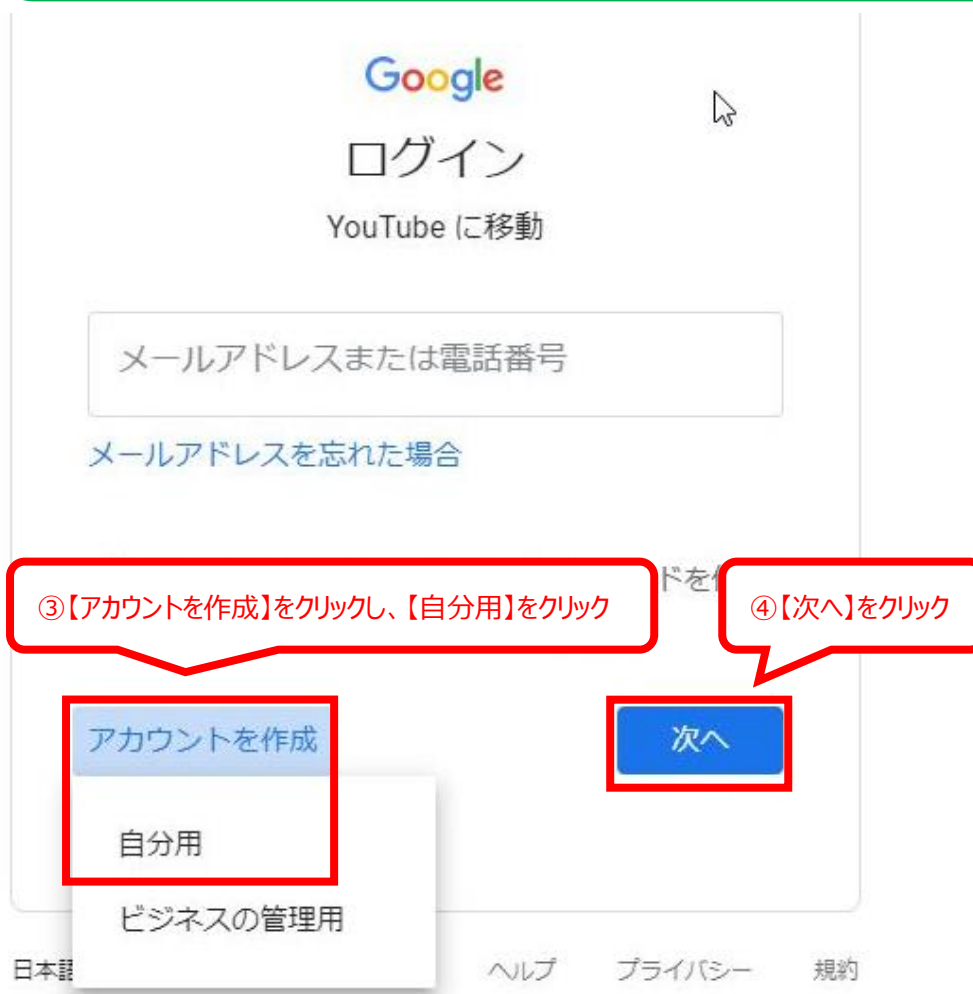 Google
ログイン
YouTube に移動
メールアドレスまたは電話番号
メールアドレスを忘れた場合
ドを
③【アカウントを作成】をクリックし、【自分用】をクリック
④【次へ】をクリック
アカウントを作成
次へ
自分用
ビジネスの管理用
日本語
ヘルプ
プライバシー
規約